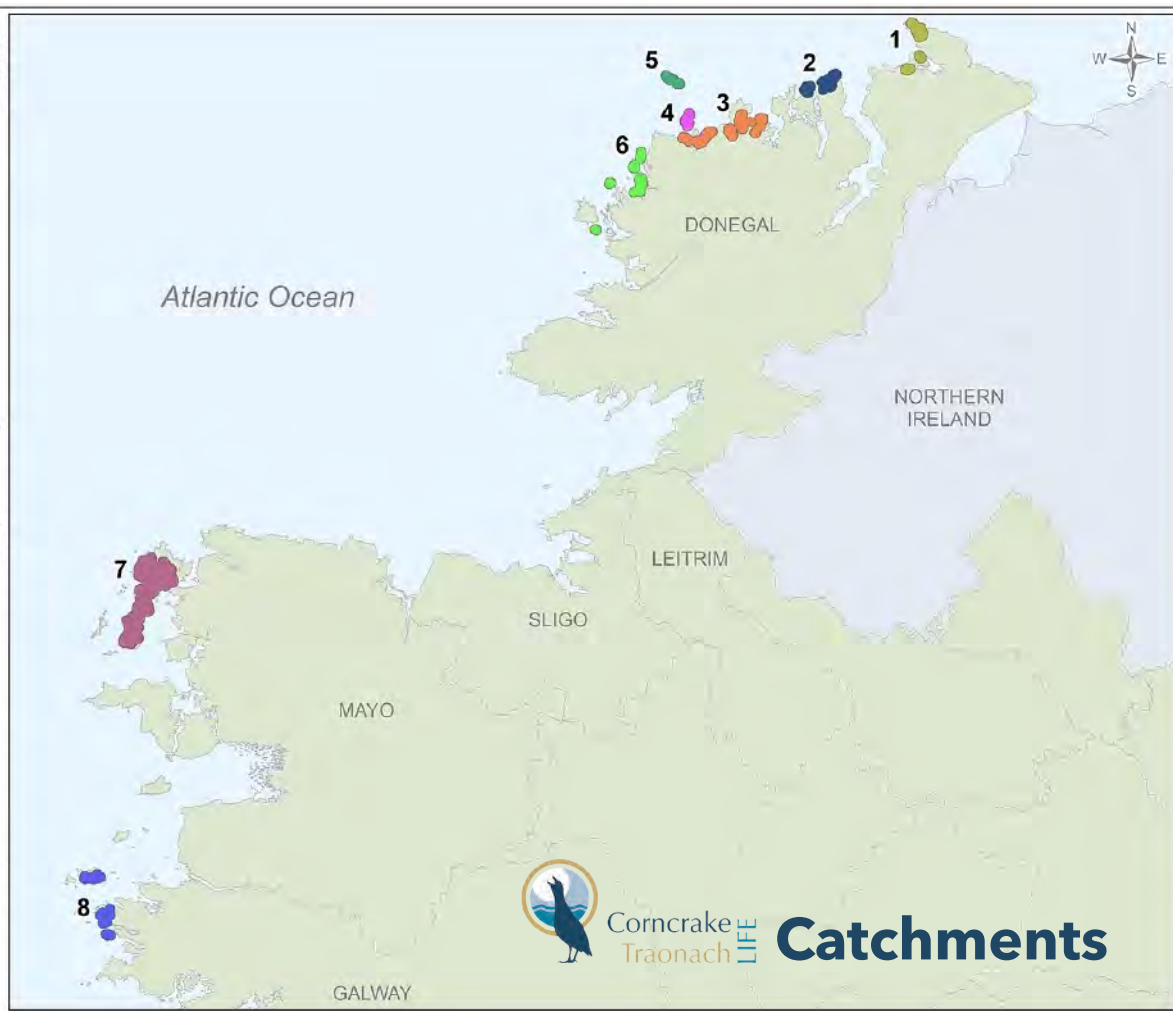 N
W E
S
1
2
5
4
3
6
DONEGAL
Atlantic Ocean
NORTHERN
IRELAND
7
LEITRIM
SLIGO
MAYO
8
Corncrake
Traonach
LIFE
Catchments
GALWAY